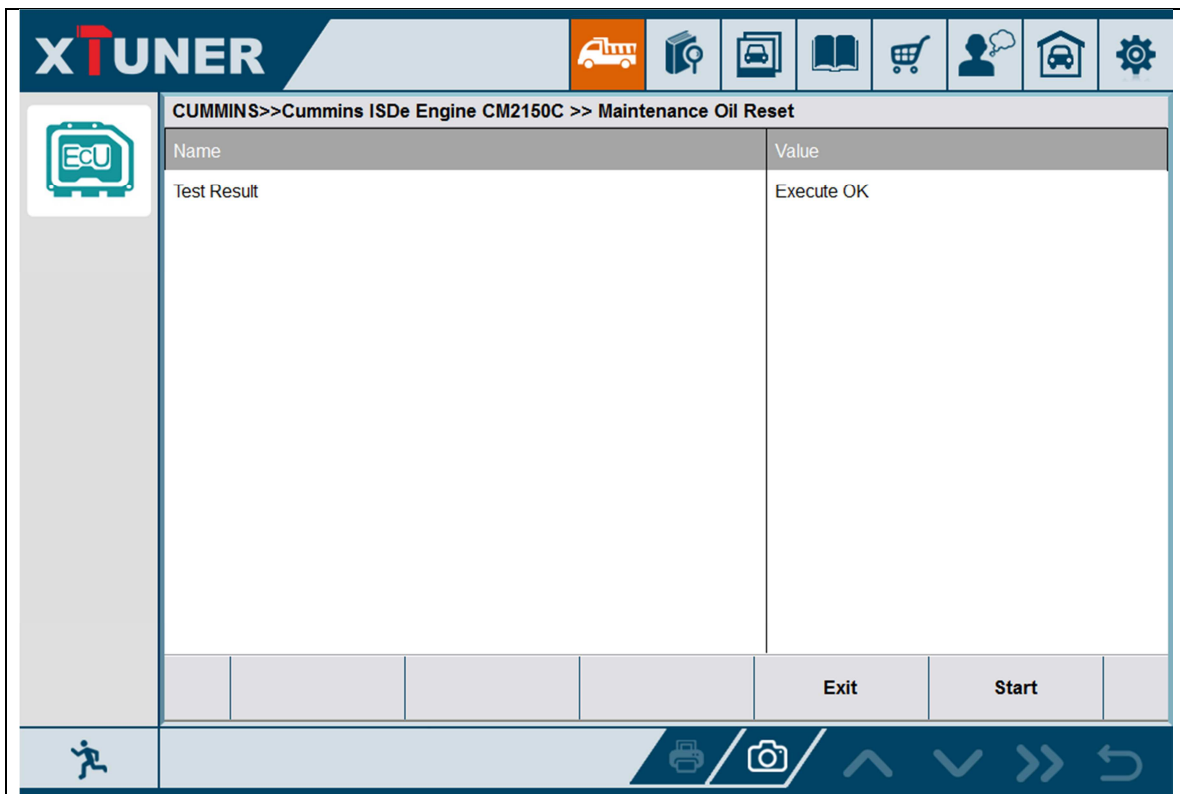 XTUNER
CUMMINS>>Cummins ISDe Engine CM2150C >> Maintenance Oil Reset
ECU
Name Value
Test Result Execute OK
Exit Start